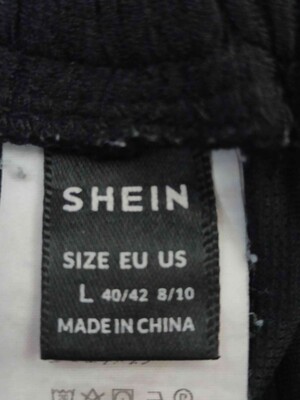 SHEIN
SIZE EU US
L 40/42 8/10
MADE IN CHINA